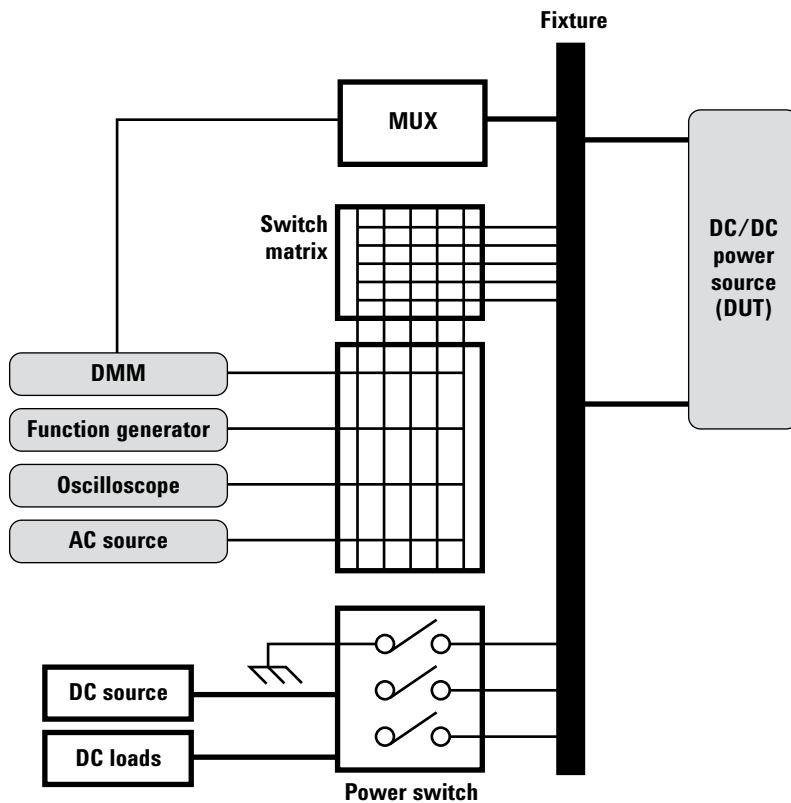 Fixture
MUX
Switch
matrix
DC/DC
power
source
(DUT)
DMM
Function generator
Oscilloscope
AC source
DC source
DC loads
Power switch